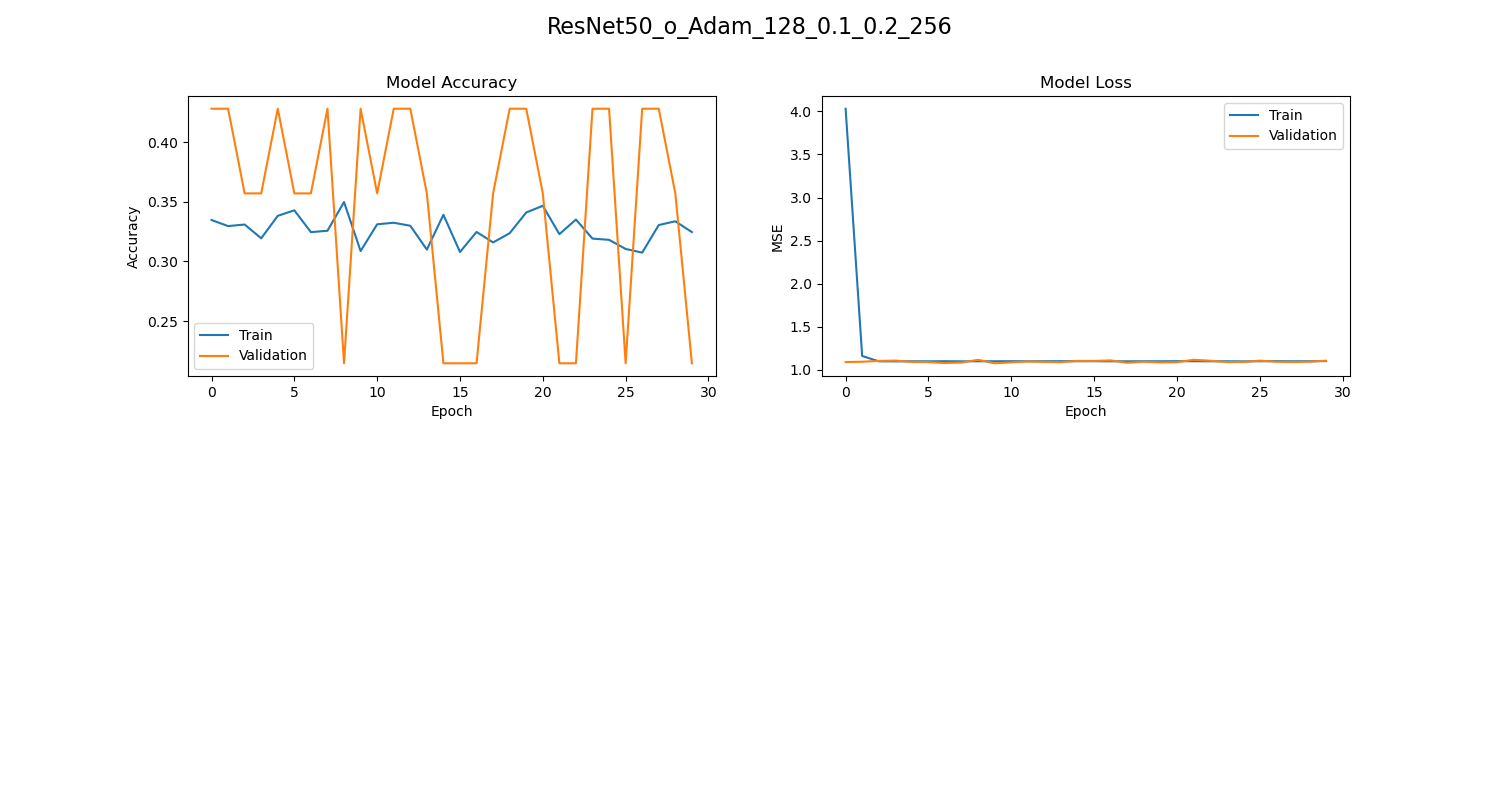 ResNet50_o_Adam_128_0.1_0.2_256
Model Accuracy
Accuracy
0.40
0.35
0.30
0.25
Train
Validation
0 5 10 15 20 25 30
Epoch
Model Loss
MSE
4.0
3.5
3.0
2.5
2.0
1.5
1.0
Train
Validation
0 5 10 15 20 25 30
Epoch